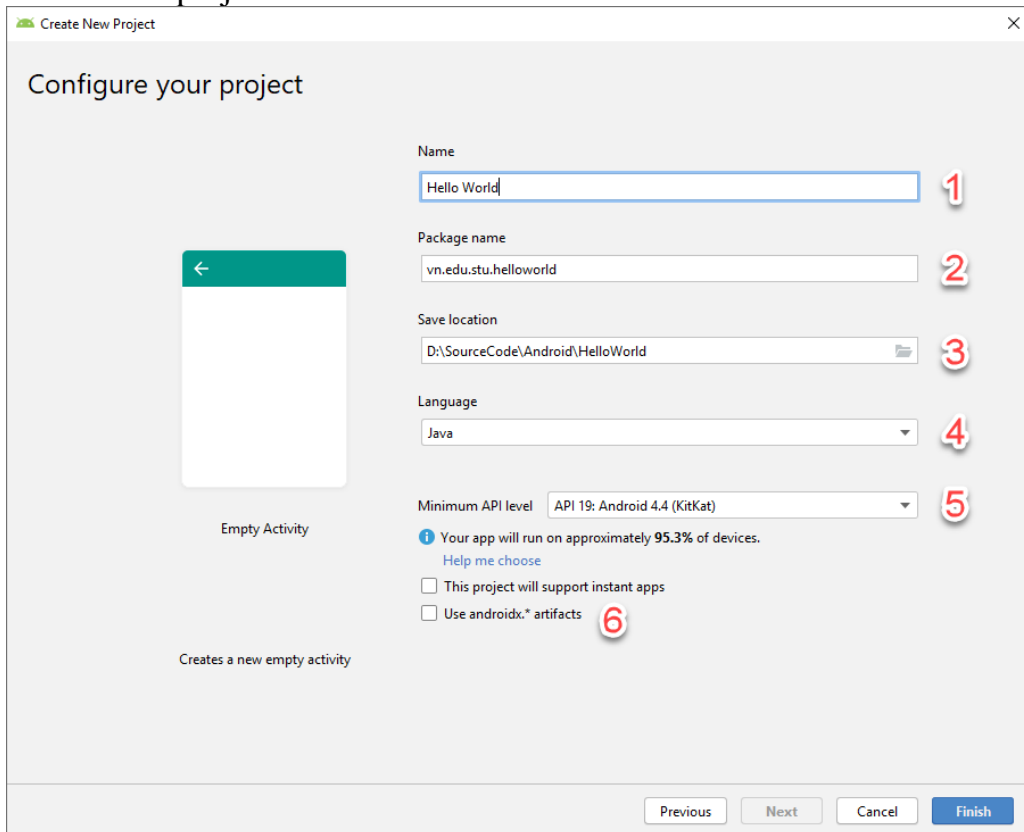 Create New Project
Configure your project
Name
Hello World
1
Package name
vn.edu.stu.helloworld
2
Save location
D:\SourceCode\Android\HelloWorld
3
Language
Java
4
Minimum API level API 19: Android 4.4 (KitKat)
5
Empty Activity
Your app will run on approximately 95.3% of devices.
Help me choose
This project will support instant apps
Use androidx.* artifacts
6
Creates a new empty activity
Previous Next Cancel Finish